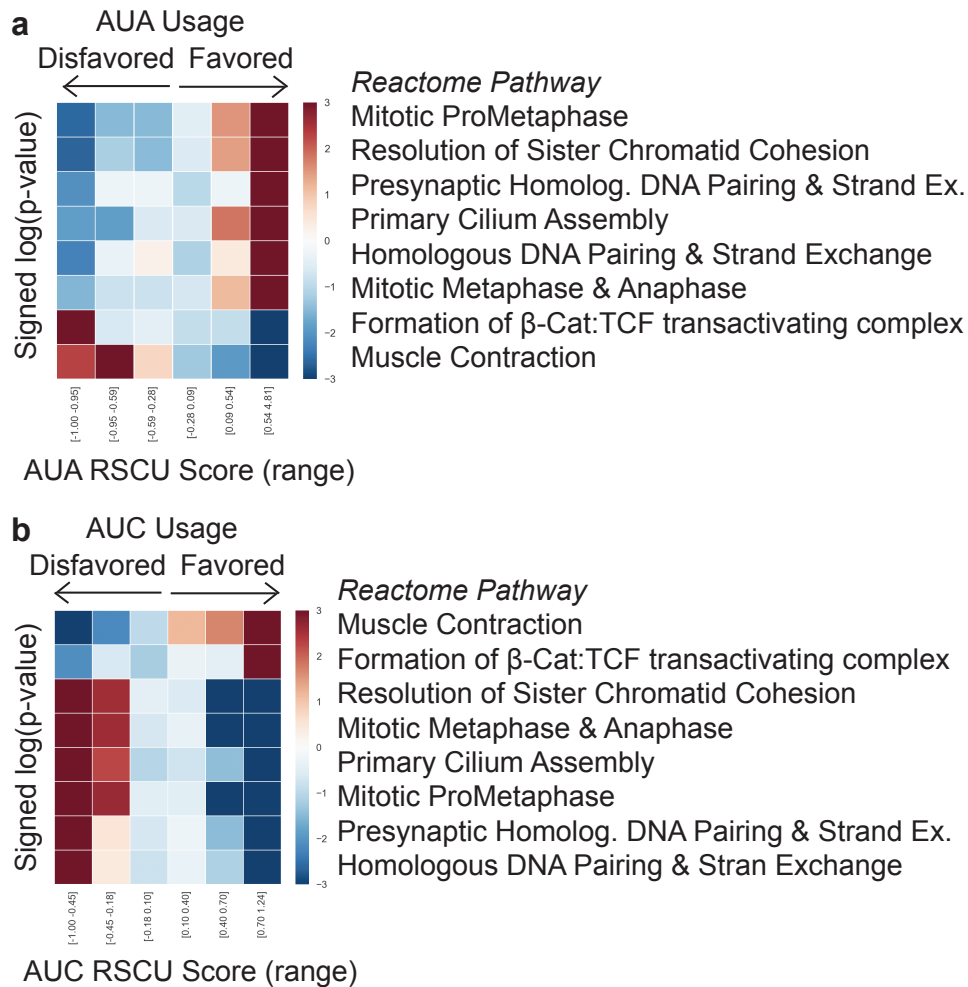 a
AUA Usage
Disfavored Favored
Reactome Pathway
Mitotic ProMetaphase
Resolution of Sister Chromatid Cohesion
Presynaptic Homolog. DNA Pairing & Strand Ex.
Primary Cilium Assembly
Homologous DNA Pairing & Strand Exchange
Mitotic Metaphase & Anaphase
Formation of β-Cat:TCF transactivating complex
Muscle Contraction
Signed log(p-value)
3
2
1
0
−1
−2
−3
[-1.00 -0.95]
[-0.95 -0.59]
[-0.59 -0.28]
[-0.28 0.09]
[0.09 0.54]
[0.54 4.81]
AUA RSCU Score (range)
b
AUC Usage
Disfavored Favored
Reactome Pathway
Muscle Contraction
Formation of β-Cat:TCF transactivating complex
Resolution of Sister Chromatid Cohesion
Mitotic Metaphase & Anaphase
Primary Cilium Assembly
Mitotic ProMetaphase
Presynaptic Homolog. DNA Pairing & Strand Ex.
Homologous DNA Pairing & Stran Exchange
Signed log(p-value)
3
2
1
0
−1
−2
−3
[-1.00 -0.45]
[-0.45 -0.18]
[-0.18 0.10]
[0.10 0.40]
[0.40 0.70]
[0.70 1.24]
AUC RSCU Score (range)